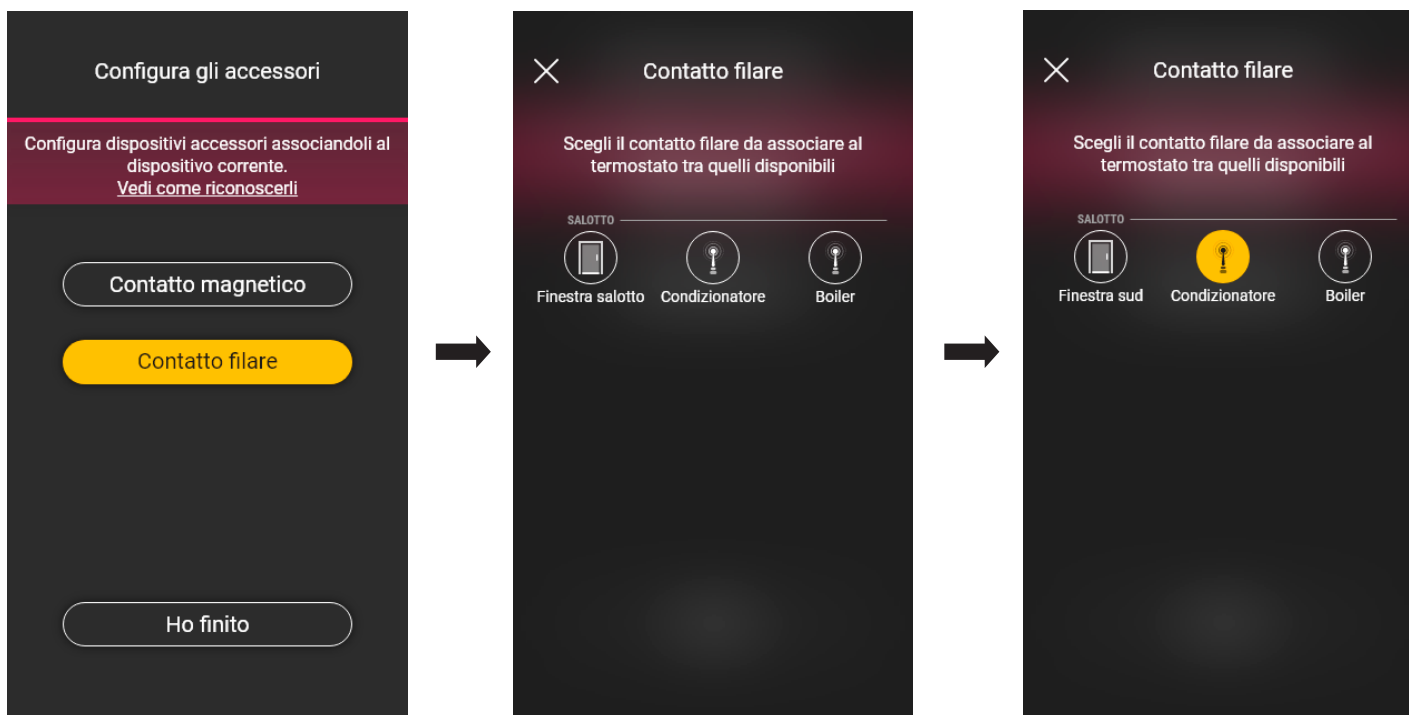 Configura gli accessori
Configura dispositivi accessori associandoli al
dispositivo corrente.
Vedi come riconoscerli
Contatto magnetico
Contatto filare
Ho finito
Contatto filare
Scegli il contatto filare da associare al
termostato tra quelli disponibili
SALOTTO
Finestra salotto Condizionatore Boiler
Contatto filare
Scegli il contatto filare da associare al
termostato tra quelli disponibili
SALOTTO
Finestra sud Condizionatore Boiler